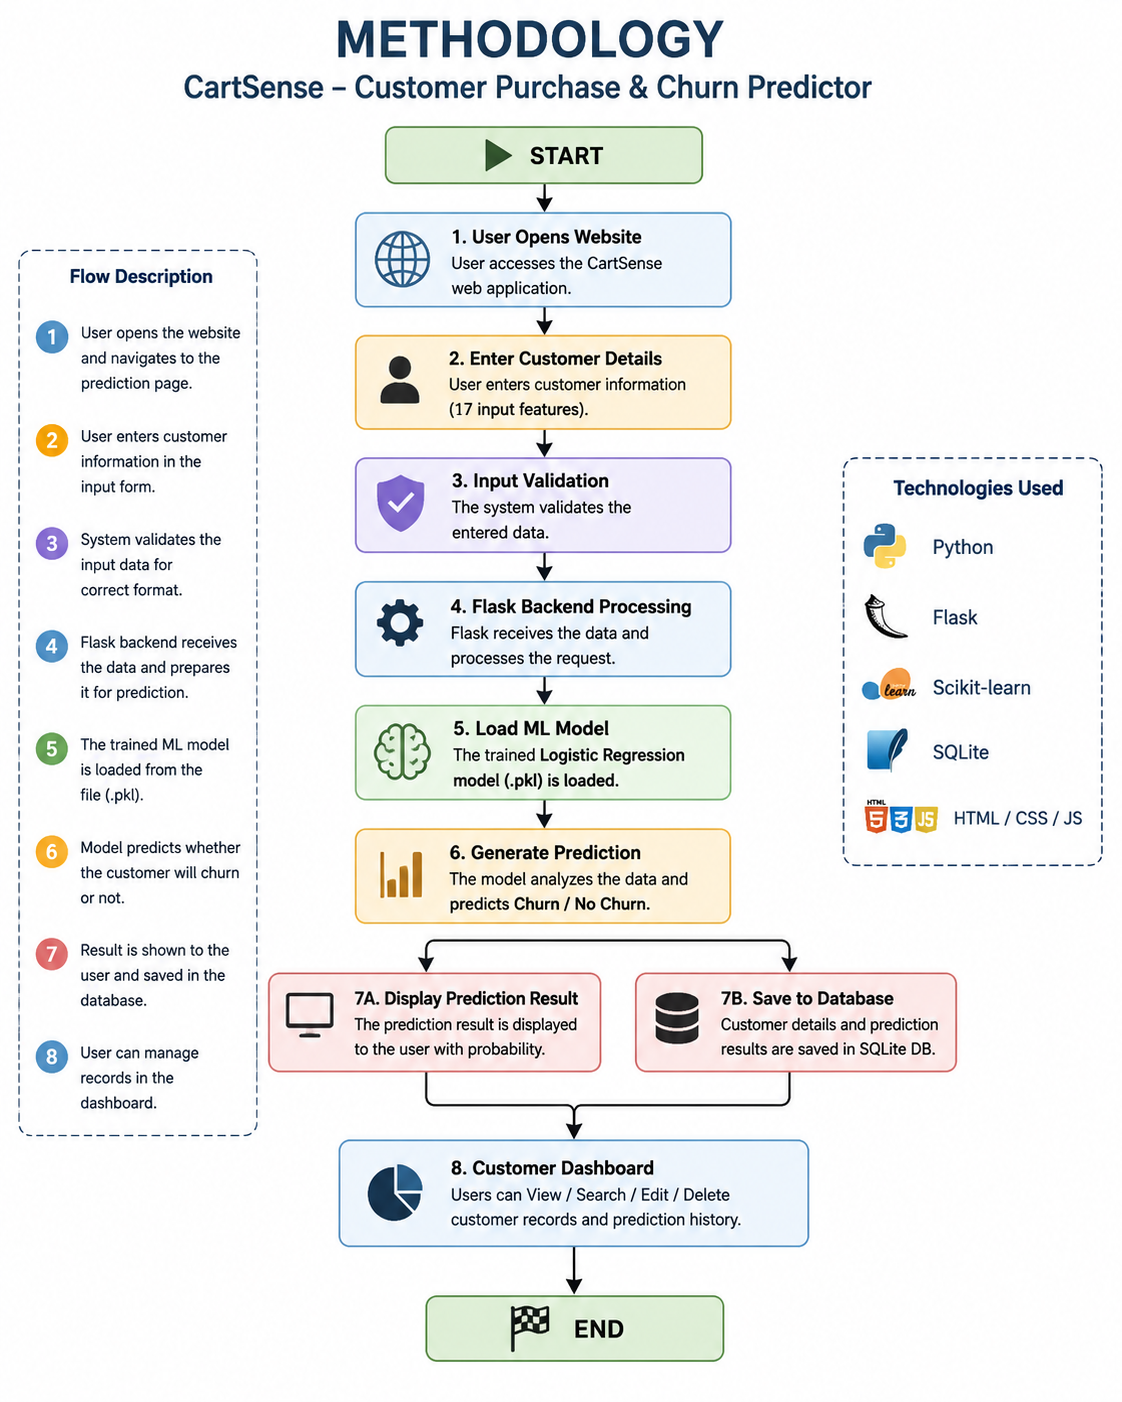 METHODOLOGY
CartSense – Customer Purchase & Churn Predictor
START
1. User Opens Website
User accesses the CartSense
web application.
2. Enter Customer Details
User enters customer information
(17 input features).
3. Input Validation
The system validates the
entered data.
4. Flask Backend Processing
Flask receives the data and
processes the request.
5. Load ML Model
The trained Logistic Regression
model (.pkl) is loaded.
6. Generate Prediction
The model analyzes the data and
predicts Churn / No Churn.
7A. Display Prediction Result
The prediction result is displayed
to the user with probability.
7B. Save to Database
Customer details and prediction
results are saved in SQLite DB.
8. Customer Dashboard
Users can View / Search / Edit / Delete
customer records and prediction history.
END
Flow Description
1
User opens the website
and navigates to the
prediction page.
2
User enters customer
information in the
input form.
3
System validates the
input data for
correct format.
4
Flask backend receives
the data and prepares
it for prediction.
5
The trained ML model
is loaded from the
file (.pkl).
6
Model predicts whether
the customer will churn
or not.
7
Result is shown to the
user and saved in the
database.
8
User can manage
records in the
dashboard.
Technologies Used
Python
Flask
learn
Scikit-learn
SQLite
HTML
5 3 JS
HTML / CSS / JS